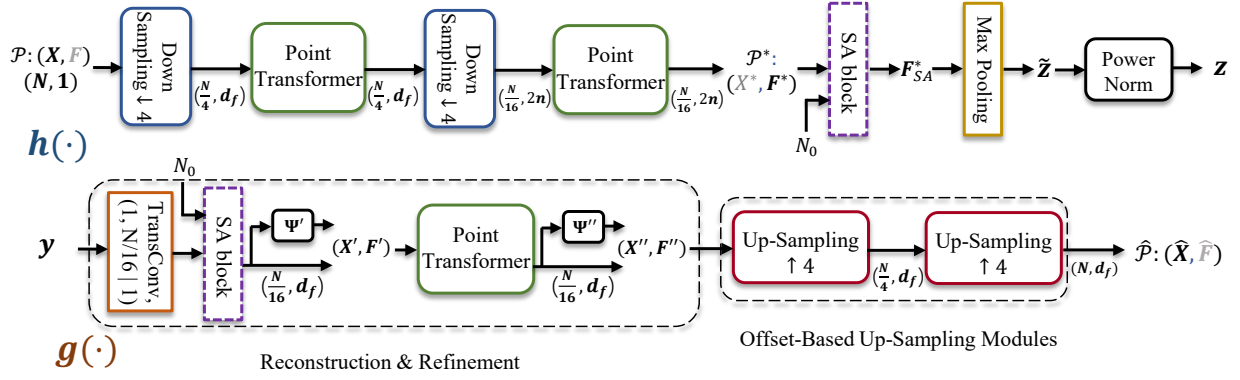 𝒫: (X, F)
(N, 1)
Down
Sampling ↓ 4
(N/4, d_f)
Point
Transformer
(N/4, d_f)
Down
Sampling ↓ 4
(N/16, 2n)
Point
Transformer
(N/16, 2n)
𝒫*:
(X*, F*)
N₀
SA block
F*_SA
Max Pooling
z̃
Power
Norm
z
h(·)
y
TransConv,
(1, N/16 | 1)
N₀
SA block
Ψ′
(N/16, d_f)
(X′, F′)
Point
Transformer
Ψ′′
(N/16, d_f)
(X′′, F′′)
Up-Sampling
↑ 4
(N/4, d_f)
Up-Sampling
↑ 4
(N, d_f)
𝒫̂: (X̂, F̂)
g(·)
Reconstruction & Refinement
Offset-Based Up-Sampling Modules